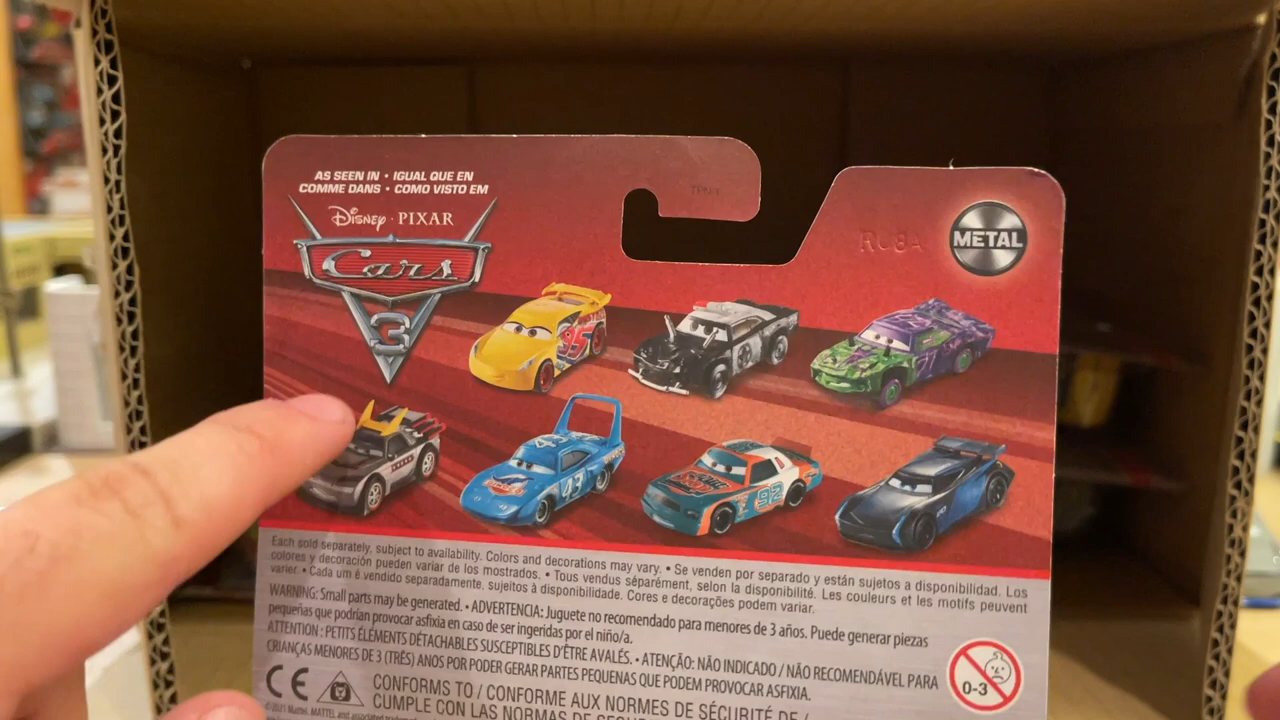 AS SEEN IN • IGUAL QUE EN
COMME DANS • COMO VISTO EM
Disney • PIXAR
Cars
3
METAL
95
43
43
92
Each sold separately, subject to availability. Colors and decorations may vary. • Se venden por separado y están sujetos a disponibilidad. Los
colores y decoración pueden variar de los mostrados. • Tous vendus séparément, selon la disponibilité. Les couleurs et les motifs peuvent
varier. • Cada um é vendido separadamente, sujeitos à disponibilidade. Cores e decorações podem variar.
WARNING: Small parts may be generated. • ADVERTENCIA: Juguete no recomendado para menores de 3 años. Puede generar piezas
pequeñas que podrían provocar asfixia en caso de ser ingeridas por el niño/a.
ATTENTION : PETITS ÉLÉMENTS DÉTACHABLES SUSCEPTIBLES D'ÊTRE AVALÉS. • ATENÇÃO: NÃO INDICADO / NÃO RECOMENDÁVEL PARA
CRIANÇAS MENORES DE 3 (TRÊS) ANOS POR PODER GERAR PARTES PEQUENAS QUE PODEM PROVOCAR ASFIXIA.
0-3
CE
CONFORMS TO / CONFORME AUX NORMES DE SÉCURITÉ DE /
CUMPLE CON LAS NORMAS DE
©2021 Mattel. MATTEL and associated